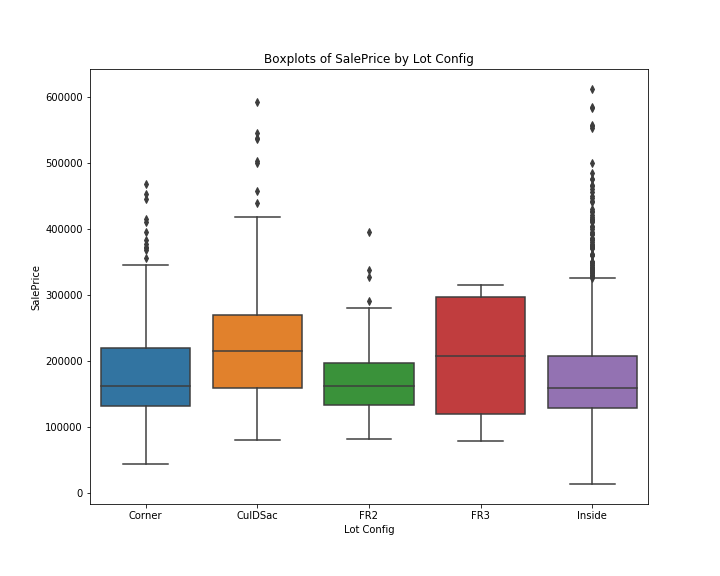 Boxplots of SalePrice by Lot Config
600000
500000
400000
300000
200000
100000
0
SalePrice
Corner CulDSac FR2 FR3 Inside
Lot Config